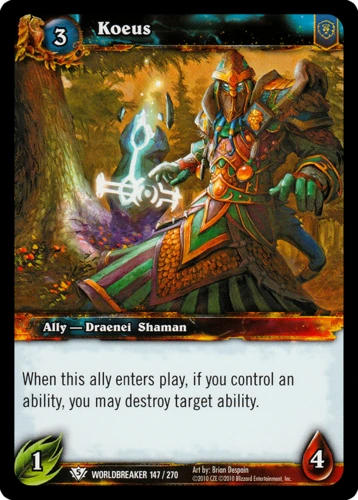 3
Koeus
Ally — Draenei Shaman
When this ally enters play, if you control an
ability, you may destroy target ability.
1
WORLDBREAKER 147 / 270
Art by: Brian Despain
©2010 CZE ©2010 Blizzard Entertainment, Inc.
4